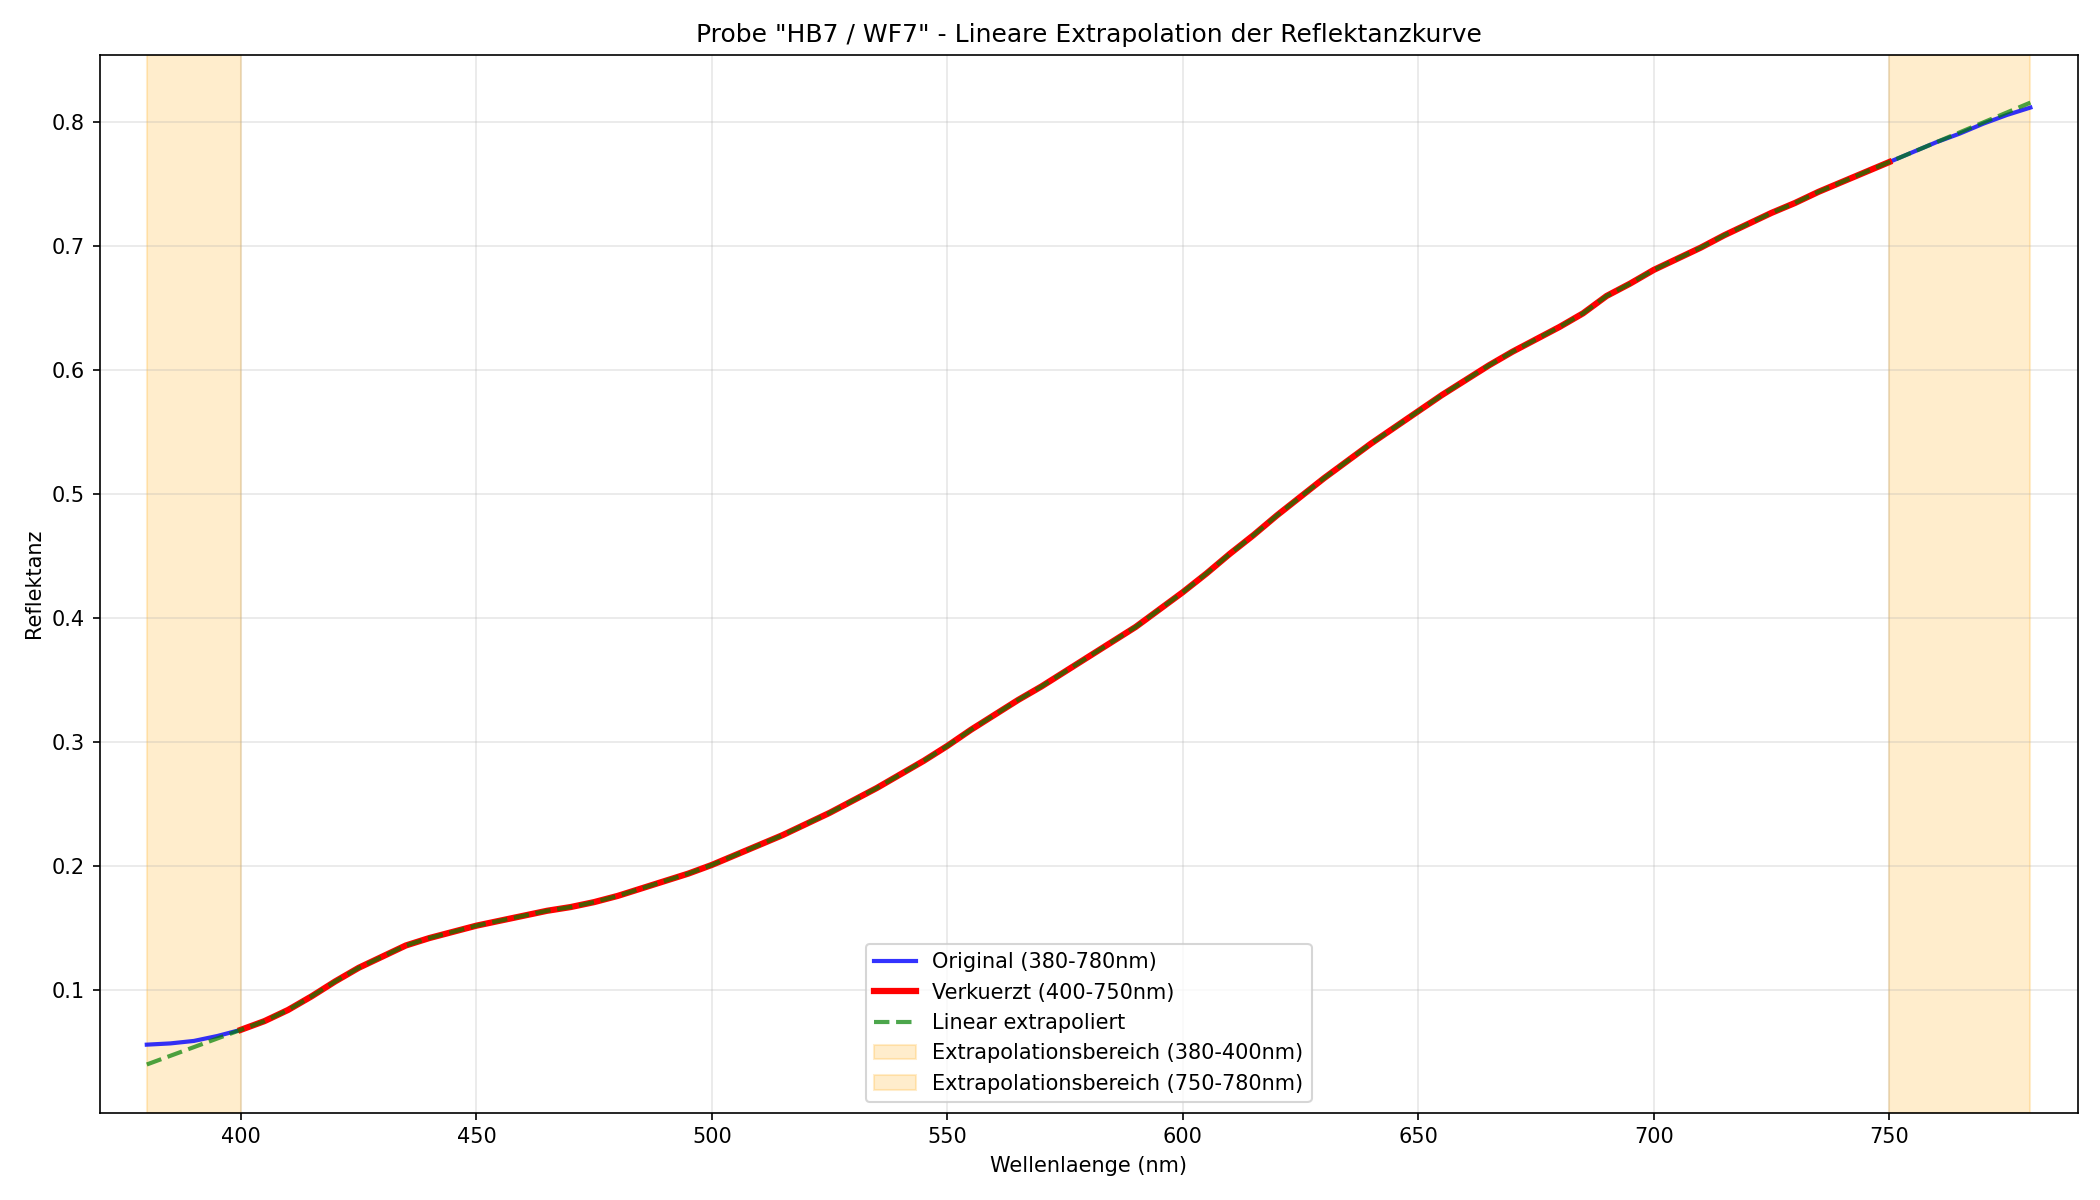 Probe "HB7 / WF7" - Lineare Extrapolation der Reflektanzkurve
0.8
0.7
0.6
0.5
0.4
0.3
0.2
0.1
Reflektanz
Original (380-780nm)
Verkuerzt (400-750nm)
Linear extrapoliert
Extrapolationsbereich (380-400nm)
Extrapolationsbereich (750-780nm)
400 450 500 550 600 650 700 750
Wellenlaenge (nm)